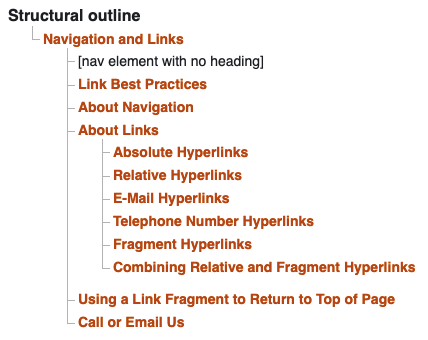 Structural outline
Navigation and Links
[nav element with no heading]
Link Best Practices
About Navigation
About Links
Absolute Hyperlinks
Relative Hyperlinks
E-Mail Hyperlinks
Telephone Number Hyperlinks
Fragment Hyperlinks
Combining Relative and Fragment Hyperlinks
Using a Link Fragment to Return to Top of Page
Call or Email Us